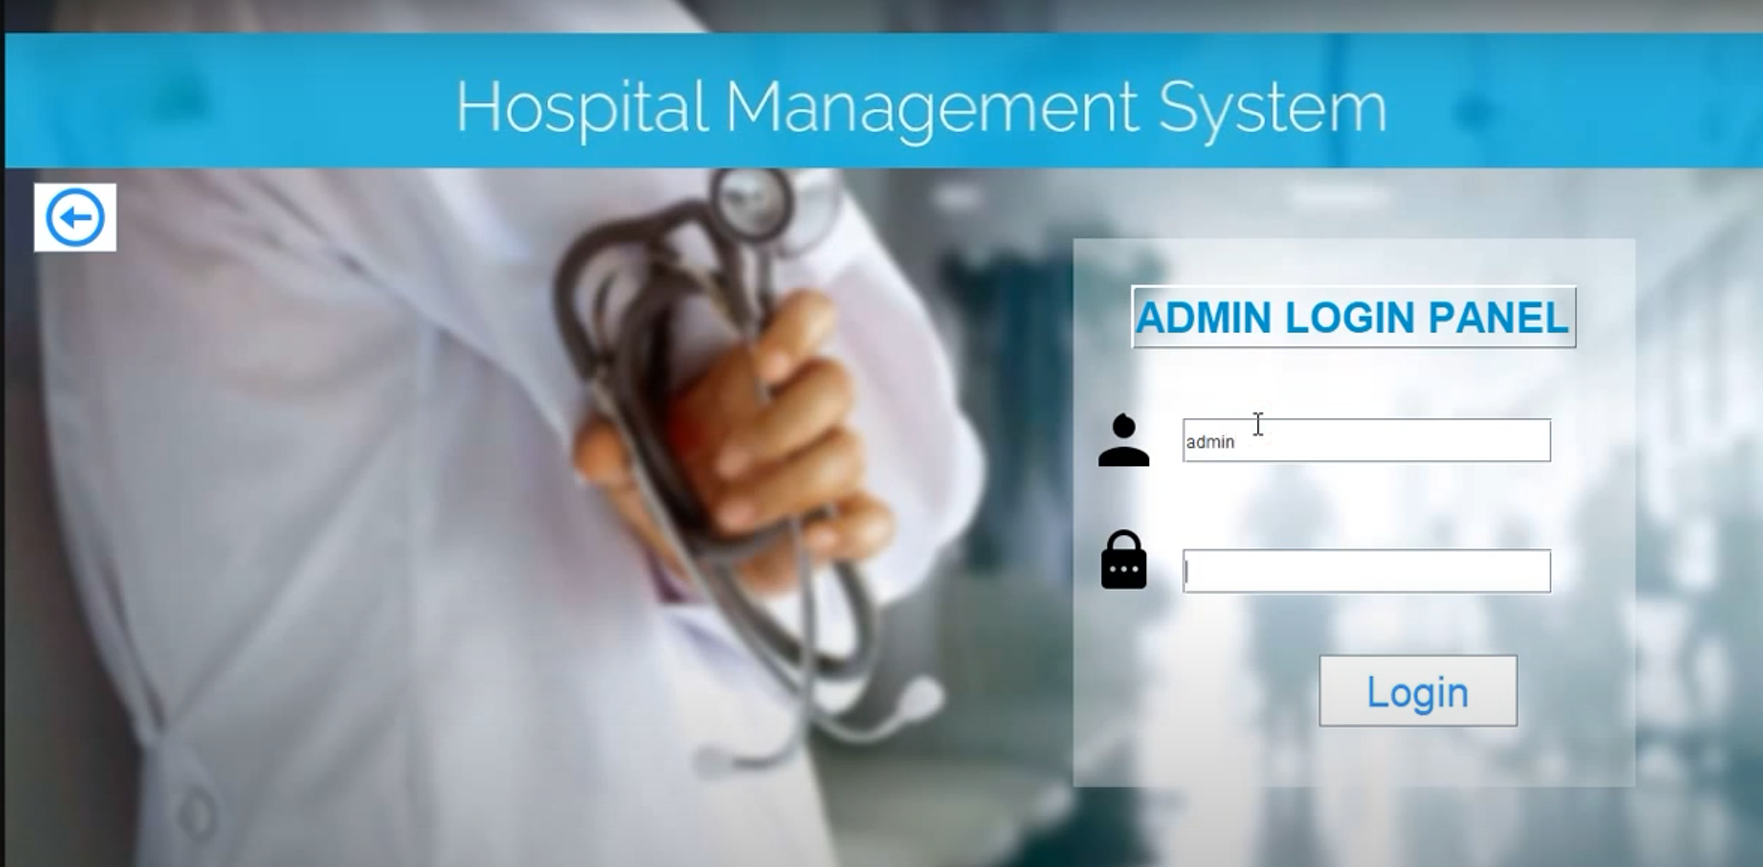 Hospital Management System
ADMIN LOGIN PANEL
admin
Login